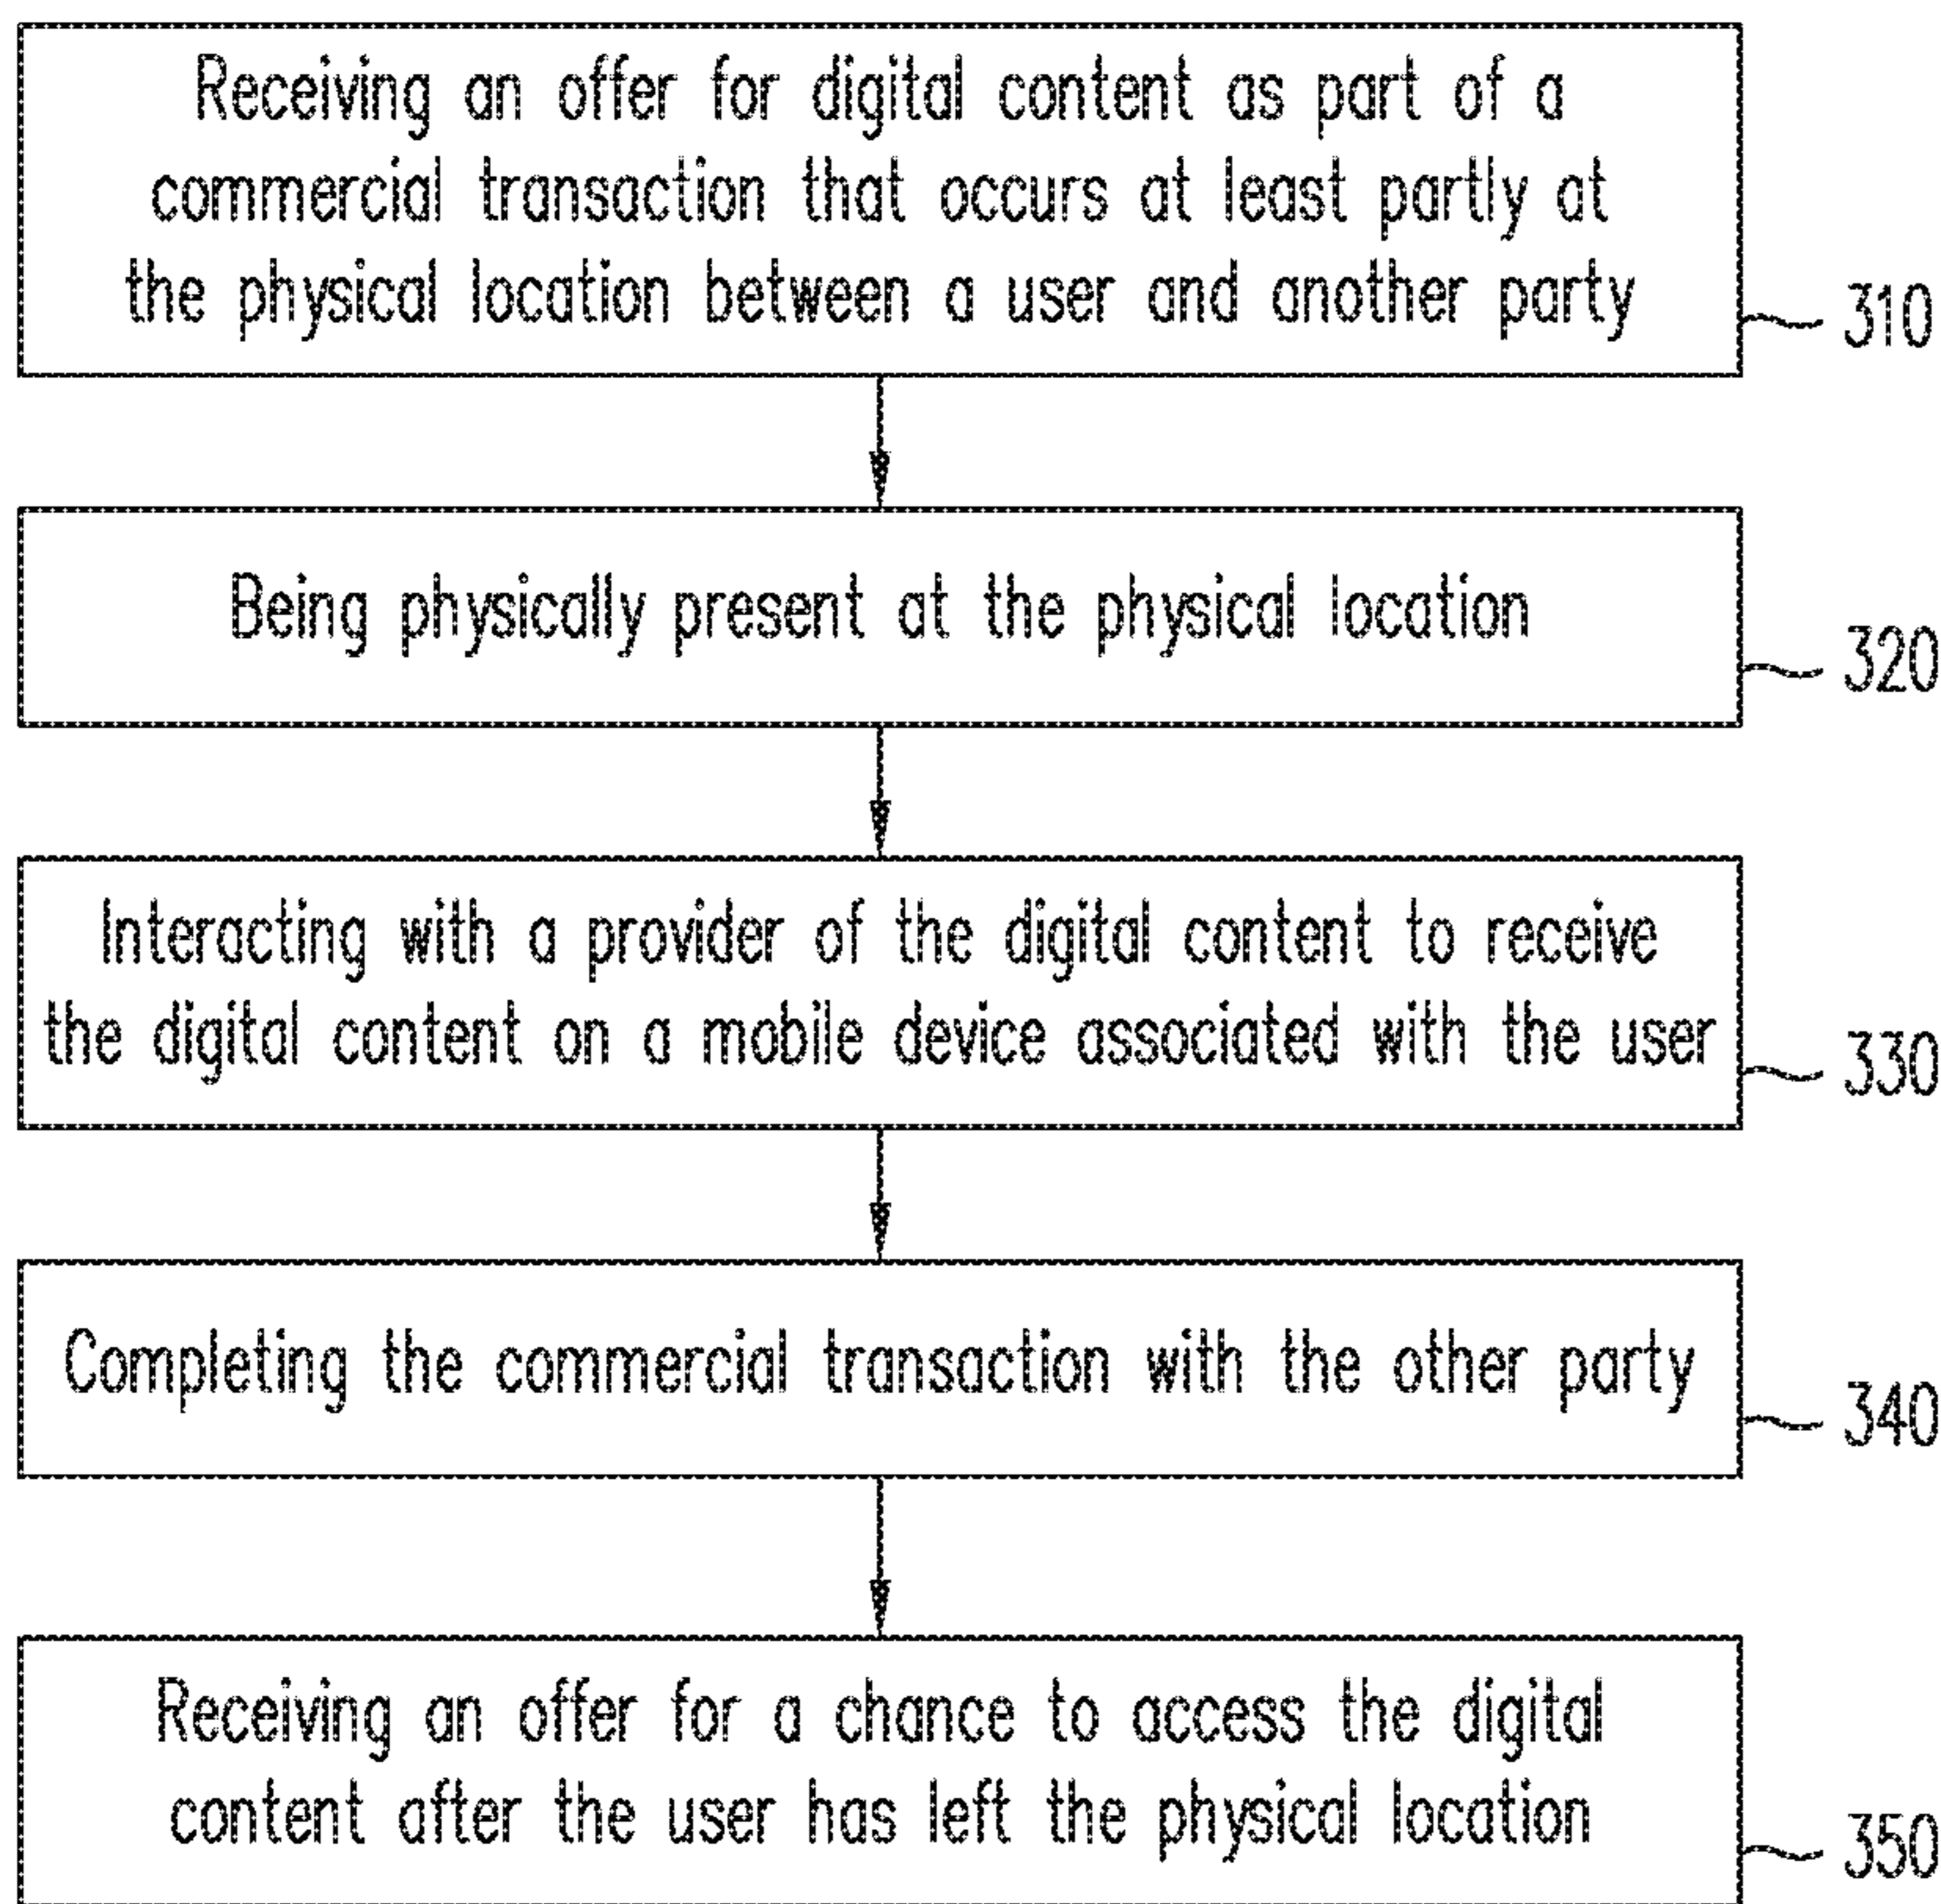 Receiving an offer for digital content as part of a
commercial transaction that occurs at least partly at
the physical location between a user and another party
310
Being physically present at the physical location
320
Interacting with a provider of the digital content to receive
the digital content on a mobile device associated with the user
330
Completing the commercial transaction with the other party
340
Receiving an offer for a chance to access the digital
content after the user has left the physical location
350